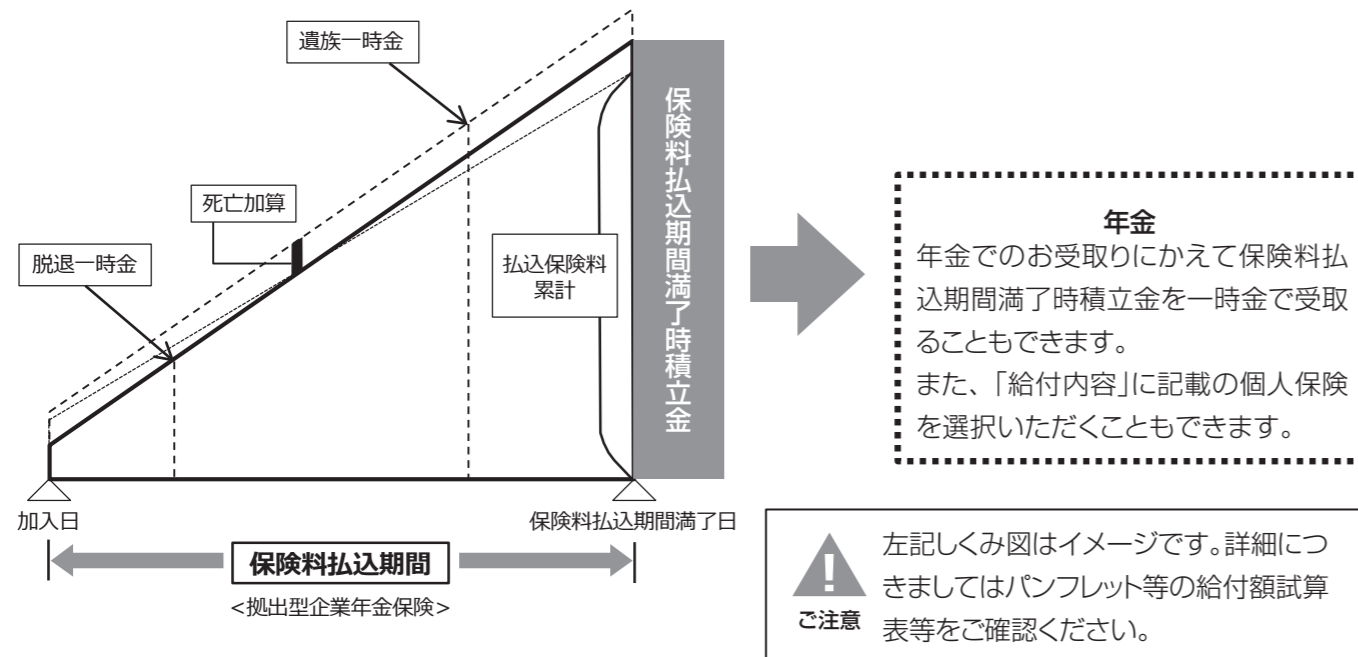 遺族一時金
死亡加算
脱退一時金
払込保険料
累計
保険料払込期間満了時積立金
加入日
保険料払込期間満了日
保険料払込期間
<拠出型企業年金保険>
年金
年金でのお受取りにかえて保険料払
込期間満了時積立金を一時金で受取
ることもできます。
また、「給付内容」に記載の個人保険
を選択いただくこともできます。
ご注意
左記しくみ図はイメージです。詳細につ
きましてはパンフレット等の給付額試算
表等をご確認ください。